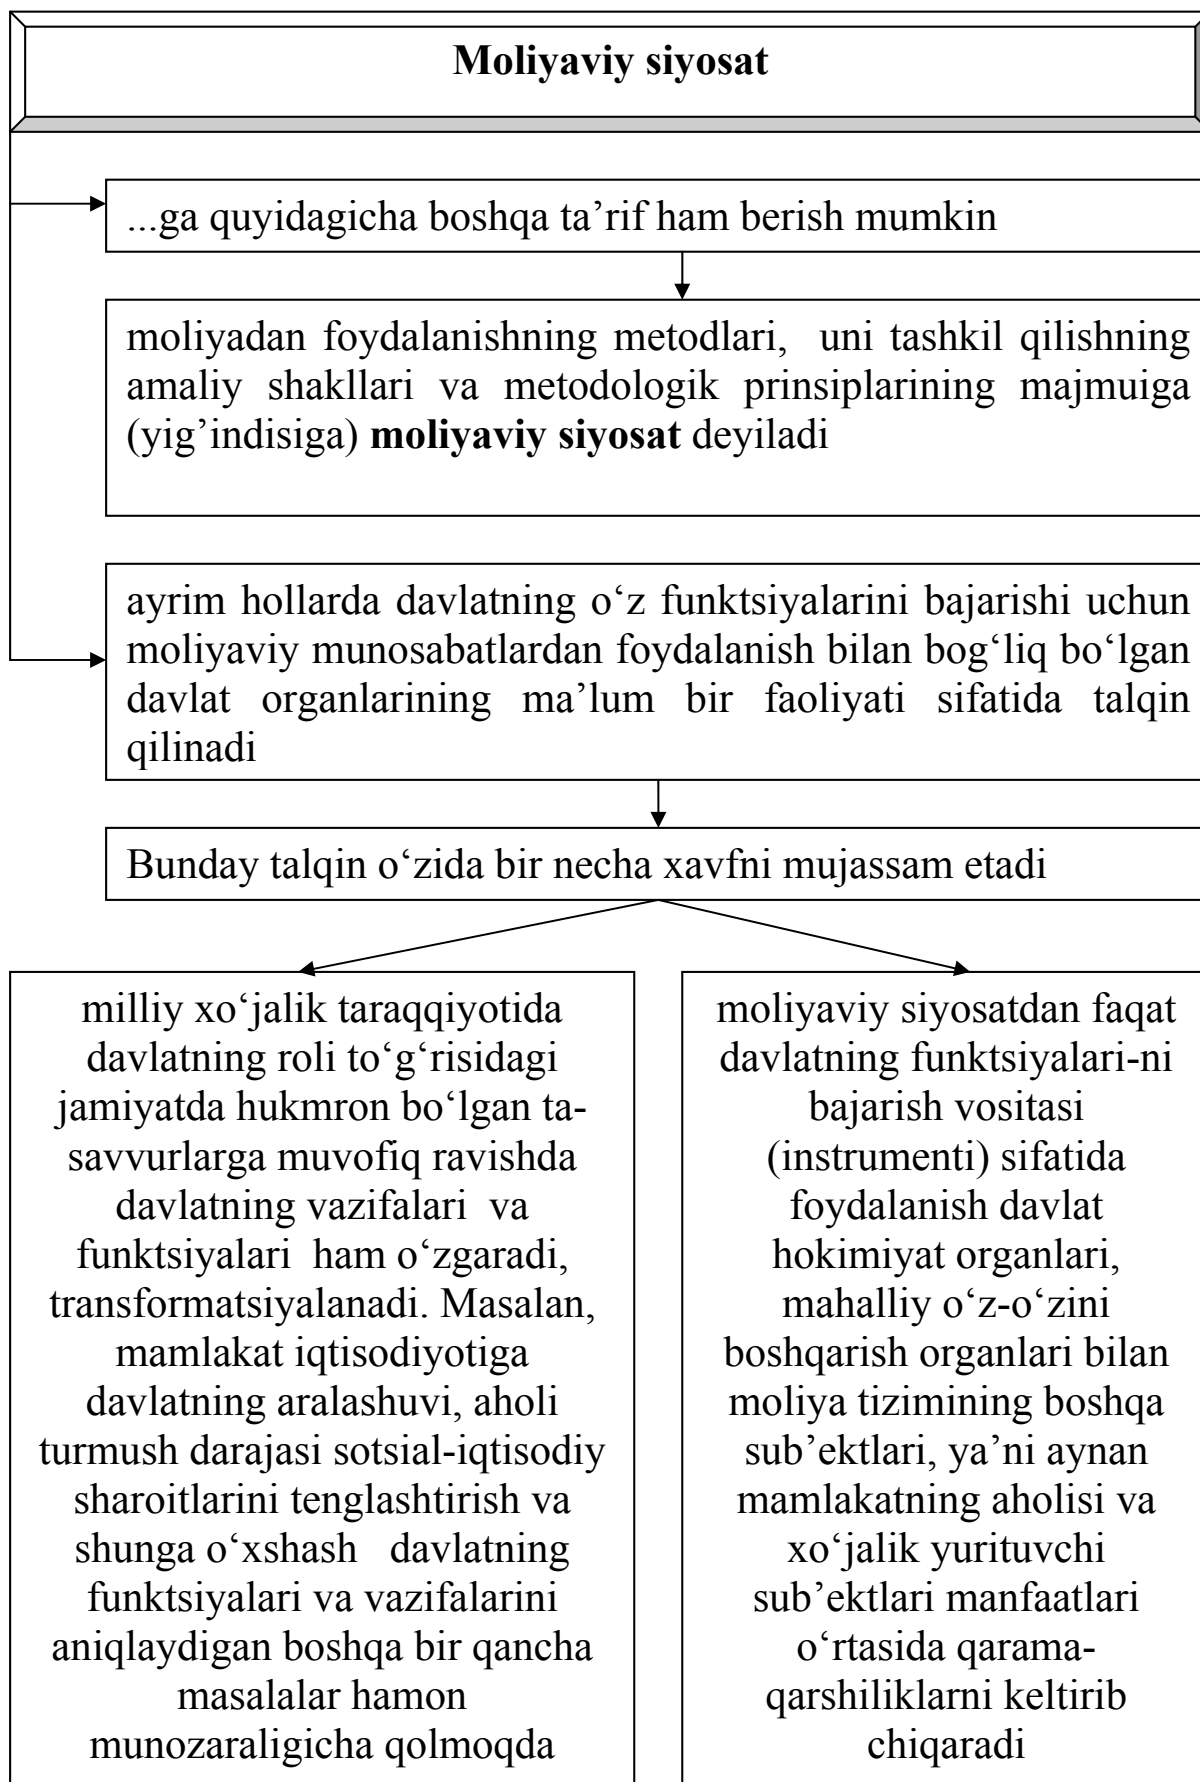 Moliyaviy siyosat
...ga quyidagicha boshqa ta’rif ham berish mumkin
moliyadan foydalanishning metodlari, uni tashkil qilishning
amaliy shakllari va metodologik prinsiplarining majmuiga
(yig’indisiga) moliyaviy siyosat deyiladi
ayrim hollarda davlatning o‘z funktsiyalarini bajarishi uchun
moliyaviy munosabatlardan foydalanish bilan bog‘liq bo‘lgan
davlat organlarining ma’lum bir faoliyati sifatida talqin
qilinadi
Bunday talqin o‘zida bir necha xavfni mujassam etadi
milliy xo‘jalik taraqqiyotida
davlatning roli to‘g‘risidagi
jamiyatda hukmron bo‘lgan ta-
savvurlarga muvofiq ravishda
davlatning vazifalari va
funktsiyalari ham o‘zgaradi,
transformatsiyalanadi. Masalan,
mamlakat iqtisodiyotiga
davlatning aralashuvi, aholi
turmush darajasi sotsial-iqtisodiy
sharoitlarini tenglashtirish va
shunga o‘xshash davlatning
funktsiyalari va vazifalarini
aniqlaydigan boshqa bir qancha
masalalar hamon
munozaraligicha qolmoqda
moliyaviy siyosatdan faqat
davlatning funktsiyalari-ni
bajarish vositasi
(instrumenti) sifatida
foydalanish davlat
hokimiyat organlari,
mahalliy o‘z-o‘zini
boshqarish organlari bilan
moliya tizimining boshqa
sub’ektlari, ya’ni aynan
mamlakatning aholisi va
xo‘jalik yurituvchi
sub’ektlari manfaatlari
o‘rtasida qarama-
qarshiliklarni keltirib
chiqaradi